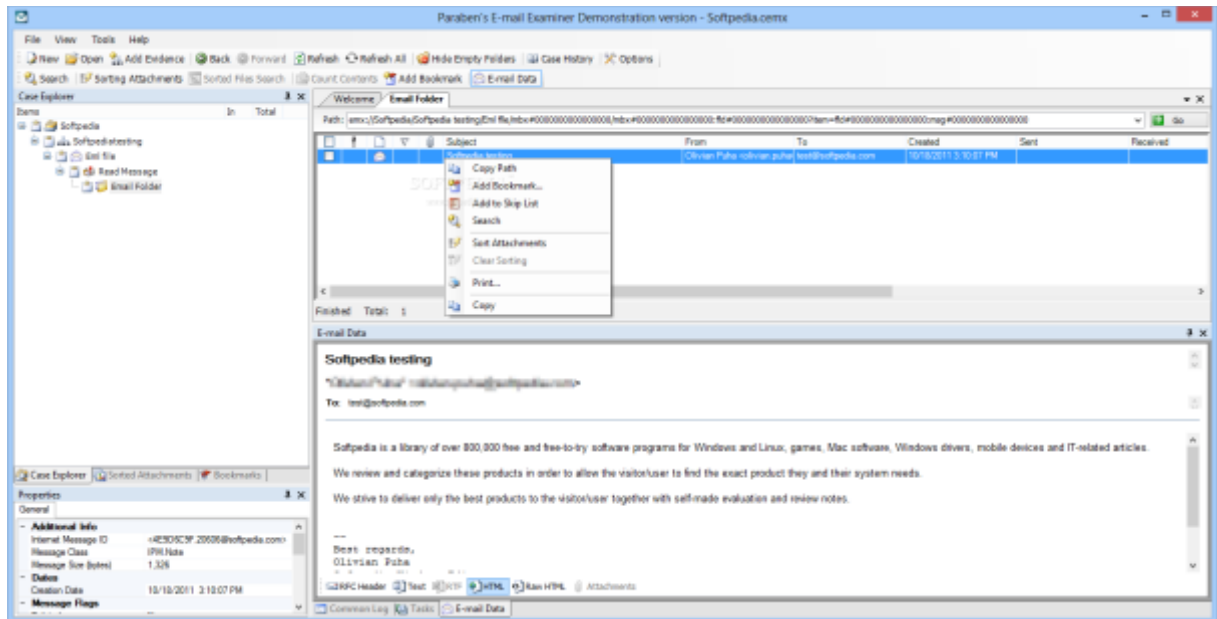 Paraben's E-mail Examiner Demonstration version - Softpedia.cemx
File View Tools Help
New Open Add Evidence Back Forward Refresh Refresh All Hide Empty Folders Case History Options
Search Sorting Attachments Sorted Files Search Count Contents Add Bookmark E-mail Data
Case Explorer
Items In Total
Softpedia
Softpediatesting
Eml file
Read Message
Email Folder
Welcome Email Folder
Path: Go
Subject From To Created Sent Received
Softpedia testing Olivian Puha <olivian.puha test@softpedia.com 10/18/2011 3:10:07 PM
Copy Path
Add Bookmark...
Add to Skip List
Search
Sort Attachments
Clear Sorting
Print...
Copy
Finished Total: 1
E-mail Data
Softpedia testing
To: test@softpedia.com
Softpedia is a library of over 800,000 free and free-to-try software programs for Windows and Linux, games, Mac software, Windows drivers, mobile devices and IT-related articles.
We review and categorize these products in order to allow the visitor/user to find the exact product they and their system needs.
We strive to deliver only the best products to the visitor/user together with self-made evaluation and review notes.
--
Best regards,
Olivian Puha
RFC Header Text RTF HTML Raw HTML Attachments
Common Log Tasks E-mail Data
Case Explorer Sorted Attachments Bookmarks
Properties
General
Additional Info
Internet Message ID <4E9D6C9F.20606@softpedia.com>
Message Class IPM.Note
Message Size (bytes) 1,326
Dates
Creation Date 10/18/2011 3:10:07 PM
Message Flags